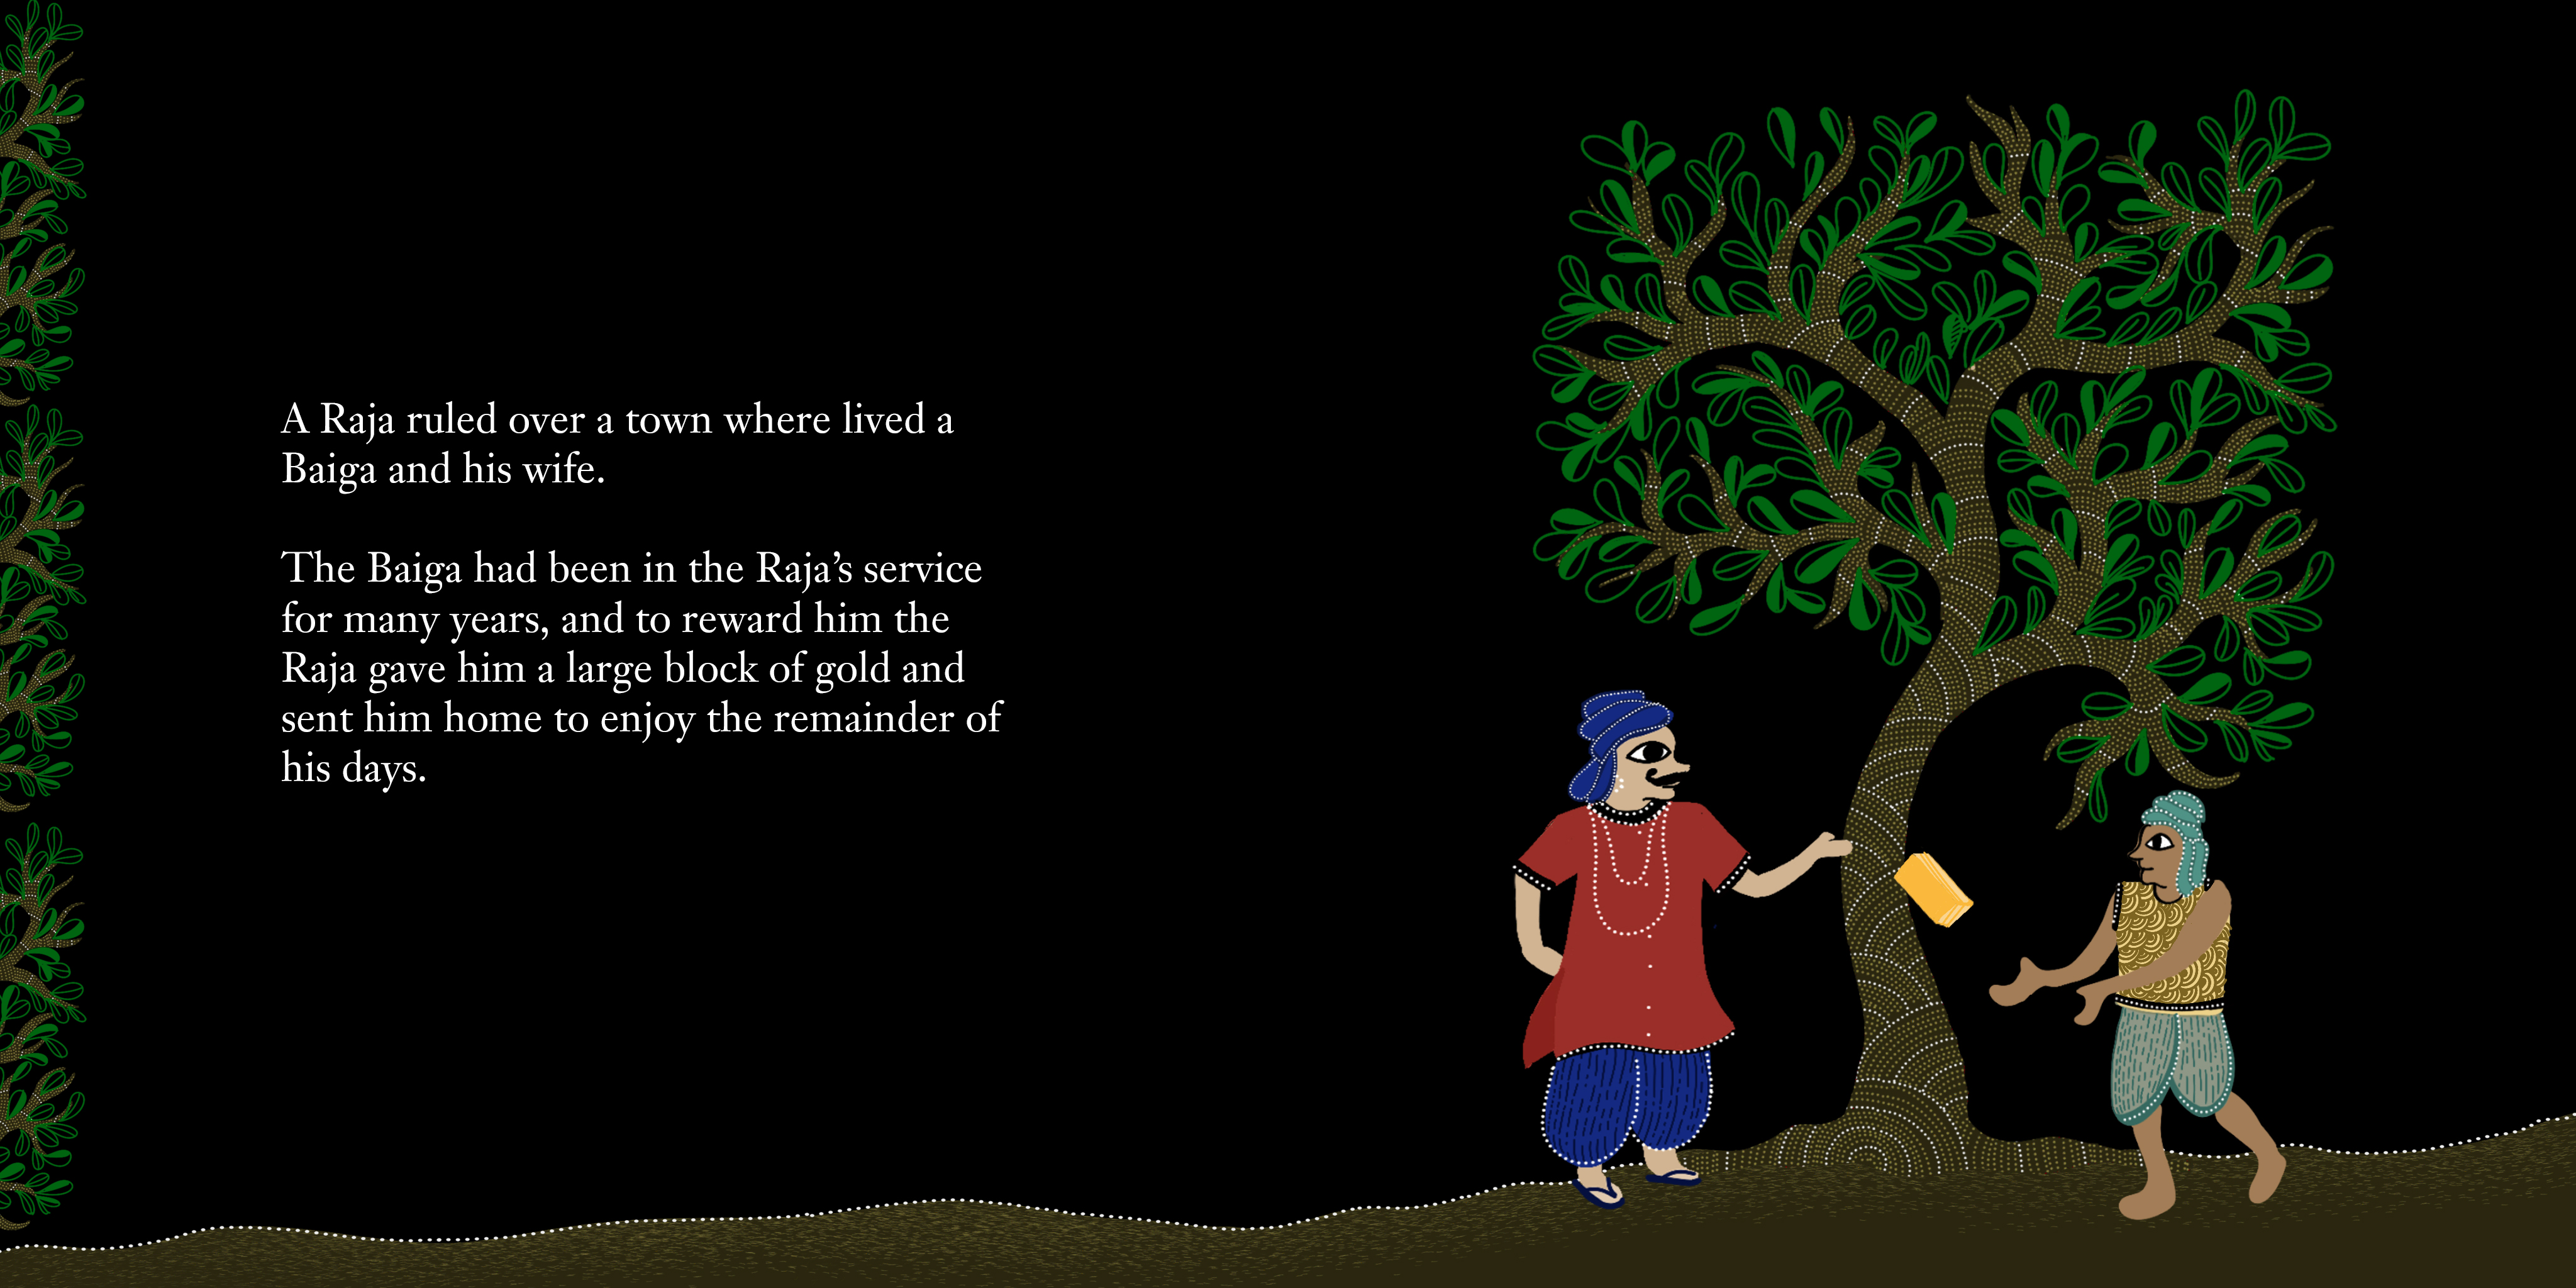 A Raja ruled over a town where lived a
Baiga and his wife.
The Baiga had been in the Raja’s service
for many years, and to reward him the
Raja gave him a large block of gold and
sent him home to enjoy the remainder of
his days.